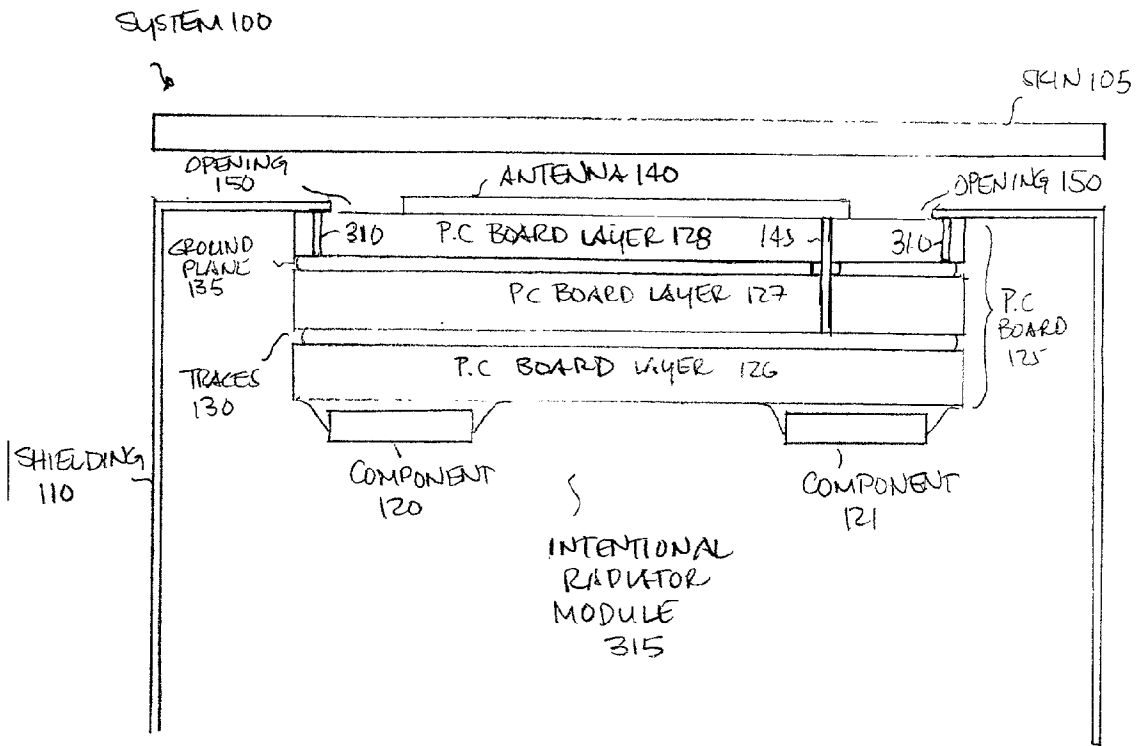 SYSTEM 100
SKIN 105
OPENING
150
ANTENNA 140
OPENING 150
310
P.C BOARD LAYER 128
145
310
GROUND
PLANE
135
PC BOARD LAYER 127
P.C
BOARD
125
P.C BOARD LAYER 126
TRACES
130
SHIELDING
110
COMPONENT
120
COMPONENT
121
INTENTIONAL
RADIATOR
MODULE
315